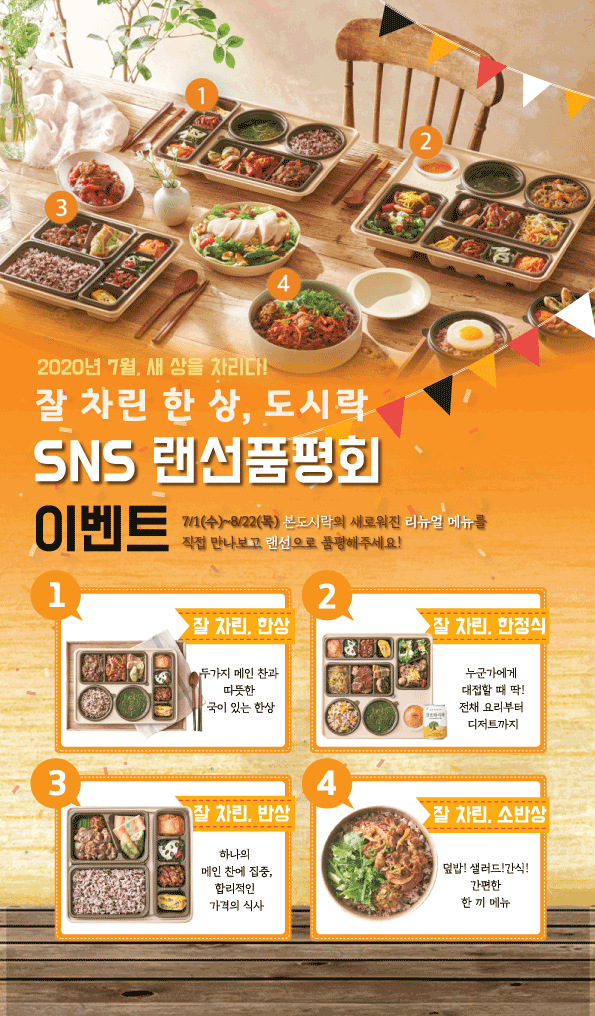 1
2
3
4
2020년 7월, 새 상을 차리다!
잘 차린 한 상, 도시락
SNS 랜선품평회
이벤트
7/1(수)~8/22(목) 본도시락의 새로워진 리뉴얼 메뉴를
직접 만나보고 랜선으로 품평해주세요!
1
잘 차린, 한상
두가지 메인 찬과
따뜻한
국이 있는 한상
2
잘 차린, 한정식
누군가에게
대접할 때 딱!
전채 요리부터
디저트까지
3
잘 차린, 반상
하나의
메인 찬에 집중,
합리적인
가격의 식사
4
잘 차린, 소반상
덮밥! 샐러드!간식!
간편한
한 끼 메뉴